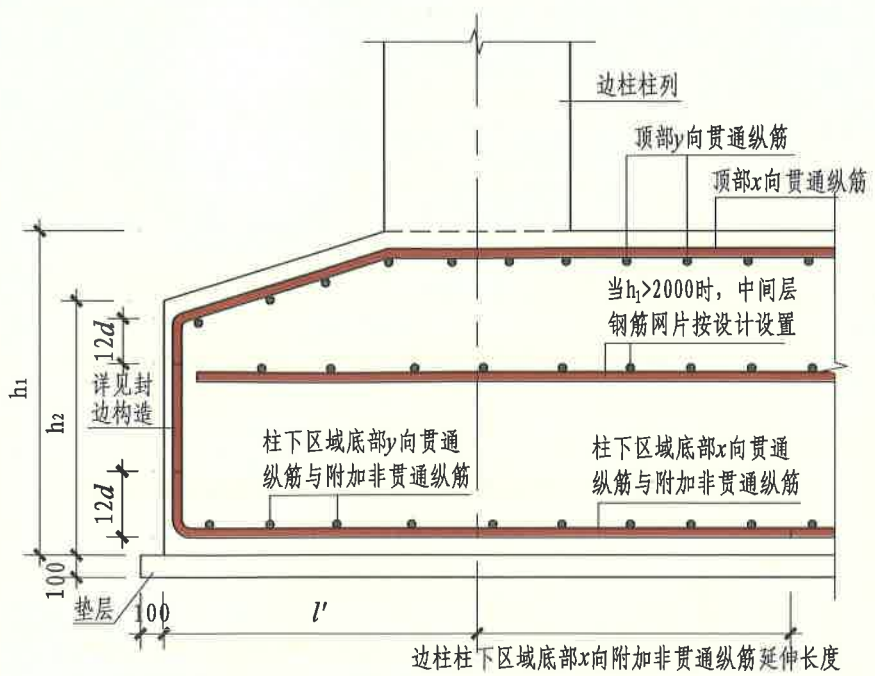 边柱柱列
顶部y向贯通纵筋
顶部x向贯通纵筋
当h₁>2000时，中间层
钢筋网片按设计设置
12d
h₁
h₂
详见封
边构造
柱下区域底部y向贯通
纵筋与附加非贯通纵筋
柱下区域底部x向贯通
纵筋与附加非贯通纵筋
12d
100
垫层
100
l'
边柱柱下区域底部x向附加非贯通纵筋延伸长度